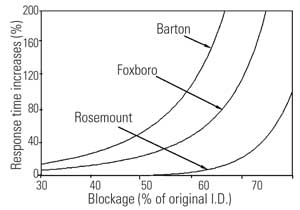 Response time increases (%)
200
160
120
80
40
0
Barton
Foxboro
Rosemount
30 40 50 60 70
Blockage (% of original I.D.)